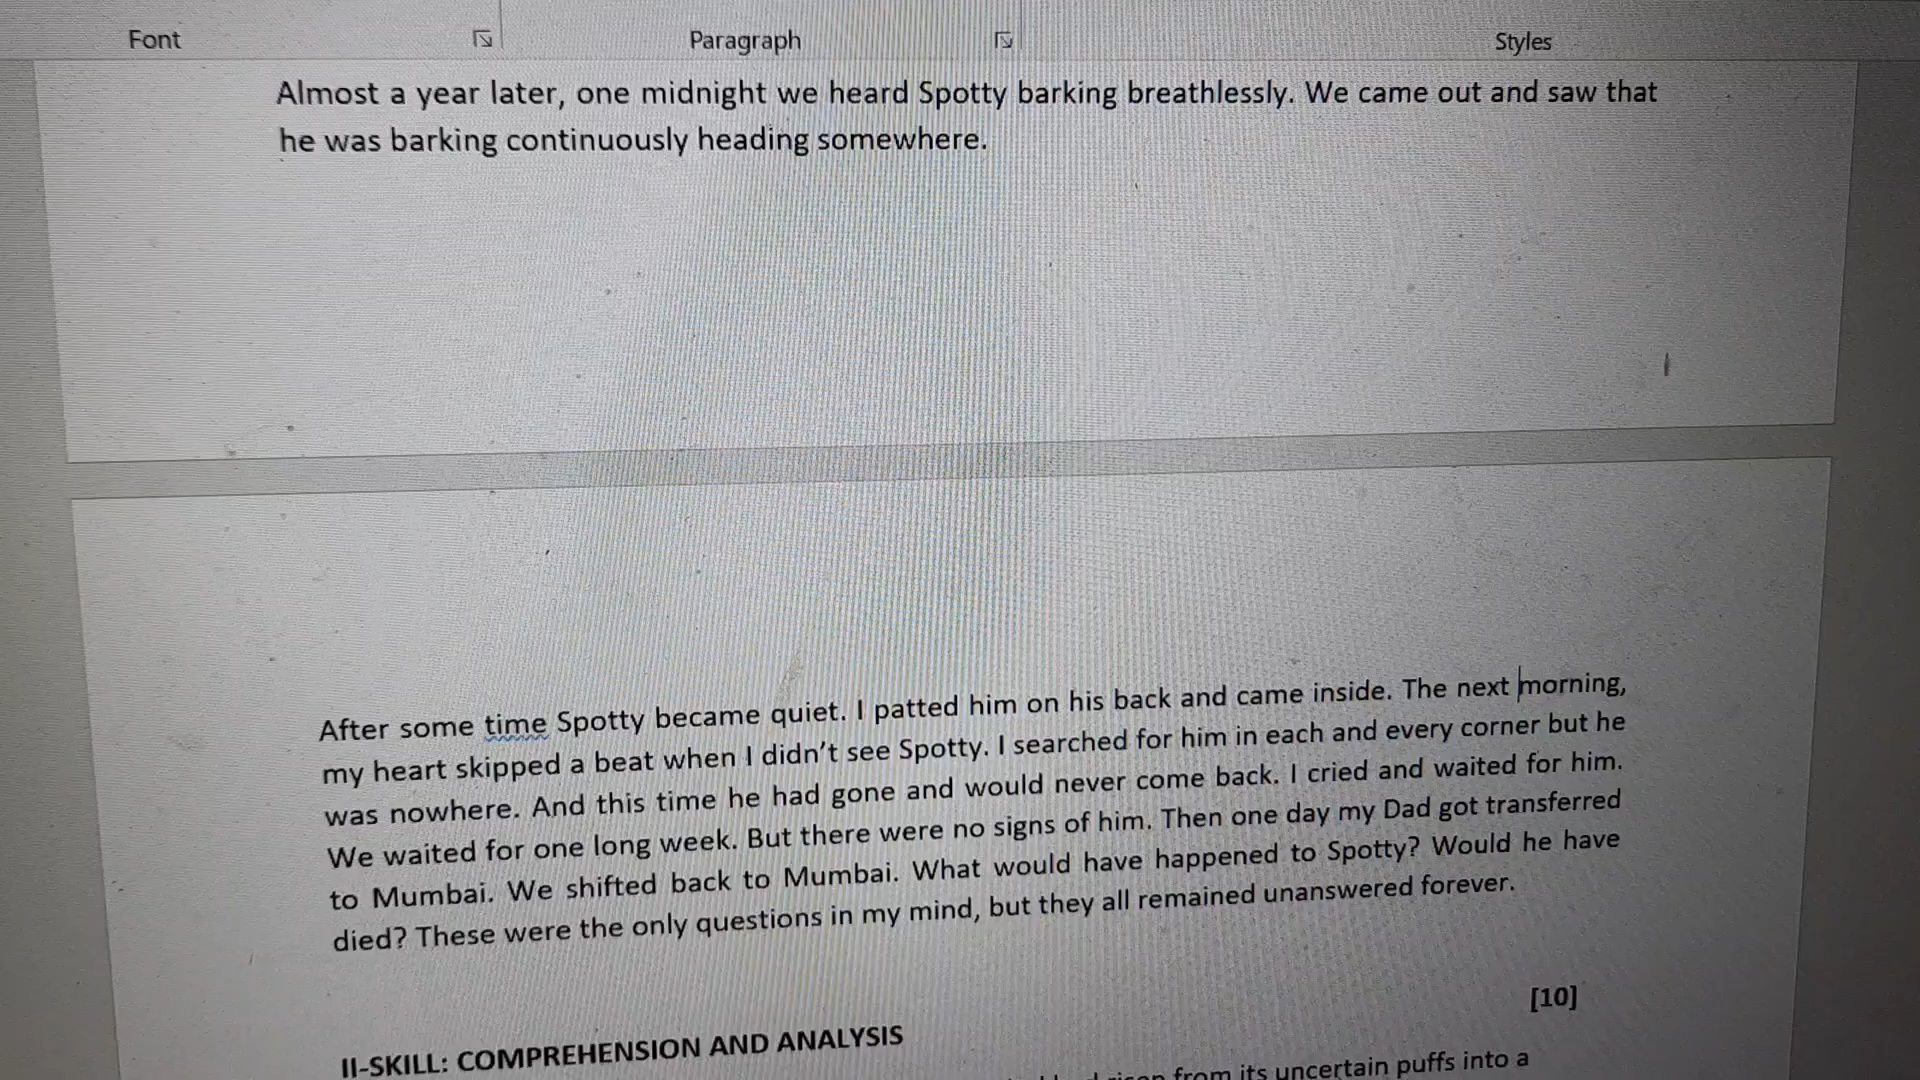 Font Paragraph Styles
Almost a year later, one midnight we heard Spotty barking breathlessly. We came out and saw that
he was barking continuously heading somewhere.
After some time Spotty became quiet. I patted him on his back and came inside. The next morning,
my heart skipped a beat when I didn’t see Spotty. I searched for him in each and every corner but he
was nowhere. And this time he had gone and would never come back. I cried and waited for him.
We waited for one long week. But there were no signs of him. Then one day my Dad got transferred
to Mumbai. We shifted back to Mumbai. What would have happened to Spotty? Would he have
died? These were the only questions in my mind, but they all remained unanswered forever.
[10]
II-SKILL: COMPREHENSION AND ANALYSIS
from its uncertain puffs into a